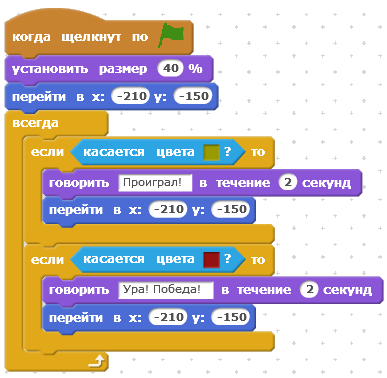 когда щелкнут по
установить размер 40 %
перейти в x: -210 y: -150
всегда
если касается цвета ? то
говорить Проиграл! в течение 2 секунд
перейти в x: -210 y: -150
если касается цвета ? то
говорить Ура! Победа! в течение 2 секунд
перейти в x: -210 y: -150